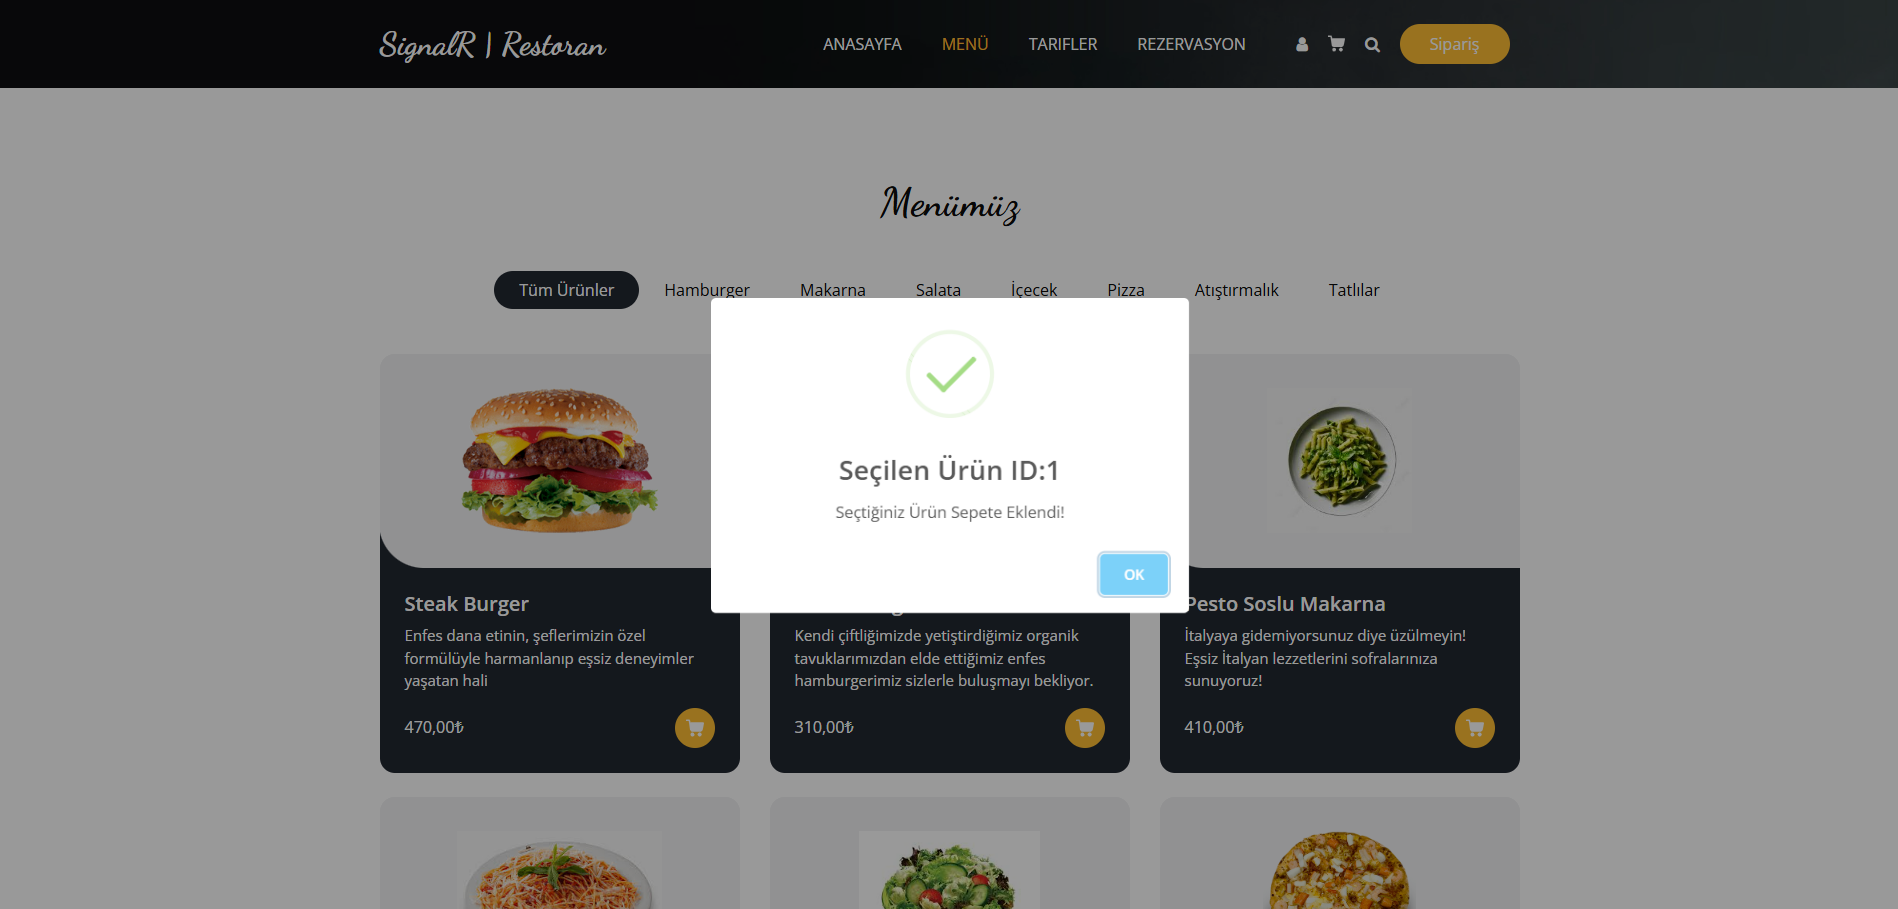 SignalR | Restoran
ANASAYFA
MENÜ
TARIFLER
REZERVASYON
Sipariş
Menümüz
Tüm Ürünler
Hamburger
Makarna
Salata
İçecek
Pizza
Atıştırmalık
Tatlılar
Seçilen Ürün ID:1
Seçtiğiniz Ürün Sepete Eklendi!
OK
Steak Burger
Enfes dana etinin, şeflerimizin özel
formülüyle harmanlanıp eşsiz deneyimler
yaşatan hali
470,00₺
Kendi çiftliğimizde yetiştirdiğimiz organik
tavuklarımızdan elde ettiğimiz enfes
hamburgerimiz sizlerle buluşmayı bekliyor.
310,00₺
Pesto Soslu Makarna
İtalyaya gidemiyorsunuz diye üzülmeyin!
Eşsiz İtalyan lezzetlerini sofralarınıza
sunuyoruz!
410,00₺